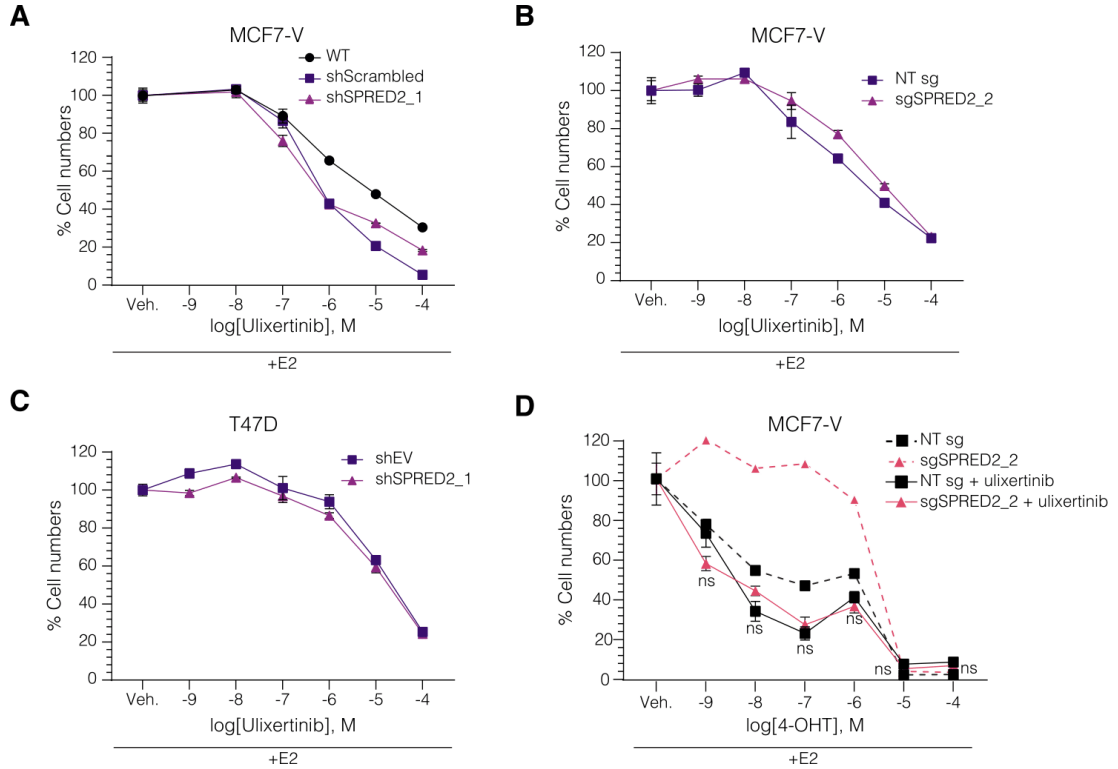 A
MCF7-V
WT
shScrambled
shSPRED2_1
% Cell numbers
120
100
80
60
40
20
0
Veh. -9 -8 -7 -6 -5 -4
log[Ulixertinib], M
+E2
B
MCF7-V
NT sg
sgSPRED2_2
% Cell numbers
120
100
80
60
40
20
0
Veh. -9 -8 -7 -6 -5 -4
log[Ulixertinib], M
+E2
C
T47D
shEV
shSPRED2_1
% Cell numbers
120
100
80
60
40
20
0
Veh. -9 -8 -7 -6 -5 -4
log[Ulixertinib], M
+E2
D
MCF7-V
NT sg
sgSPRED2_2
NT sg + ulixertinib
sgSPRED2_2 + ulixertinib
% Cell numbers
120
100
80
60
40
20
0
ns
ns
ns
ns
ns
ns
Veh. -9 -8 -7 -6 -5 -4
log[4-OHT], M
+E2